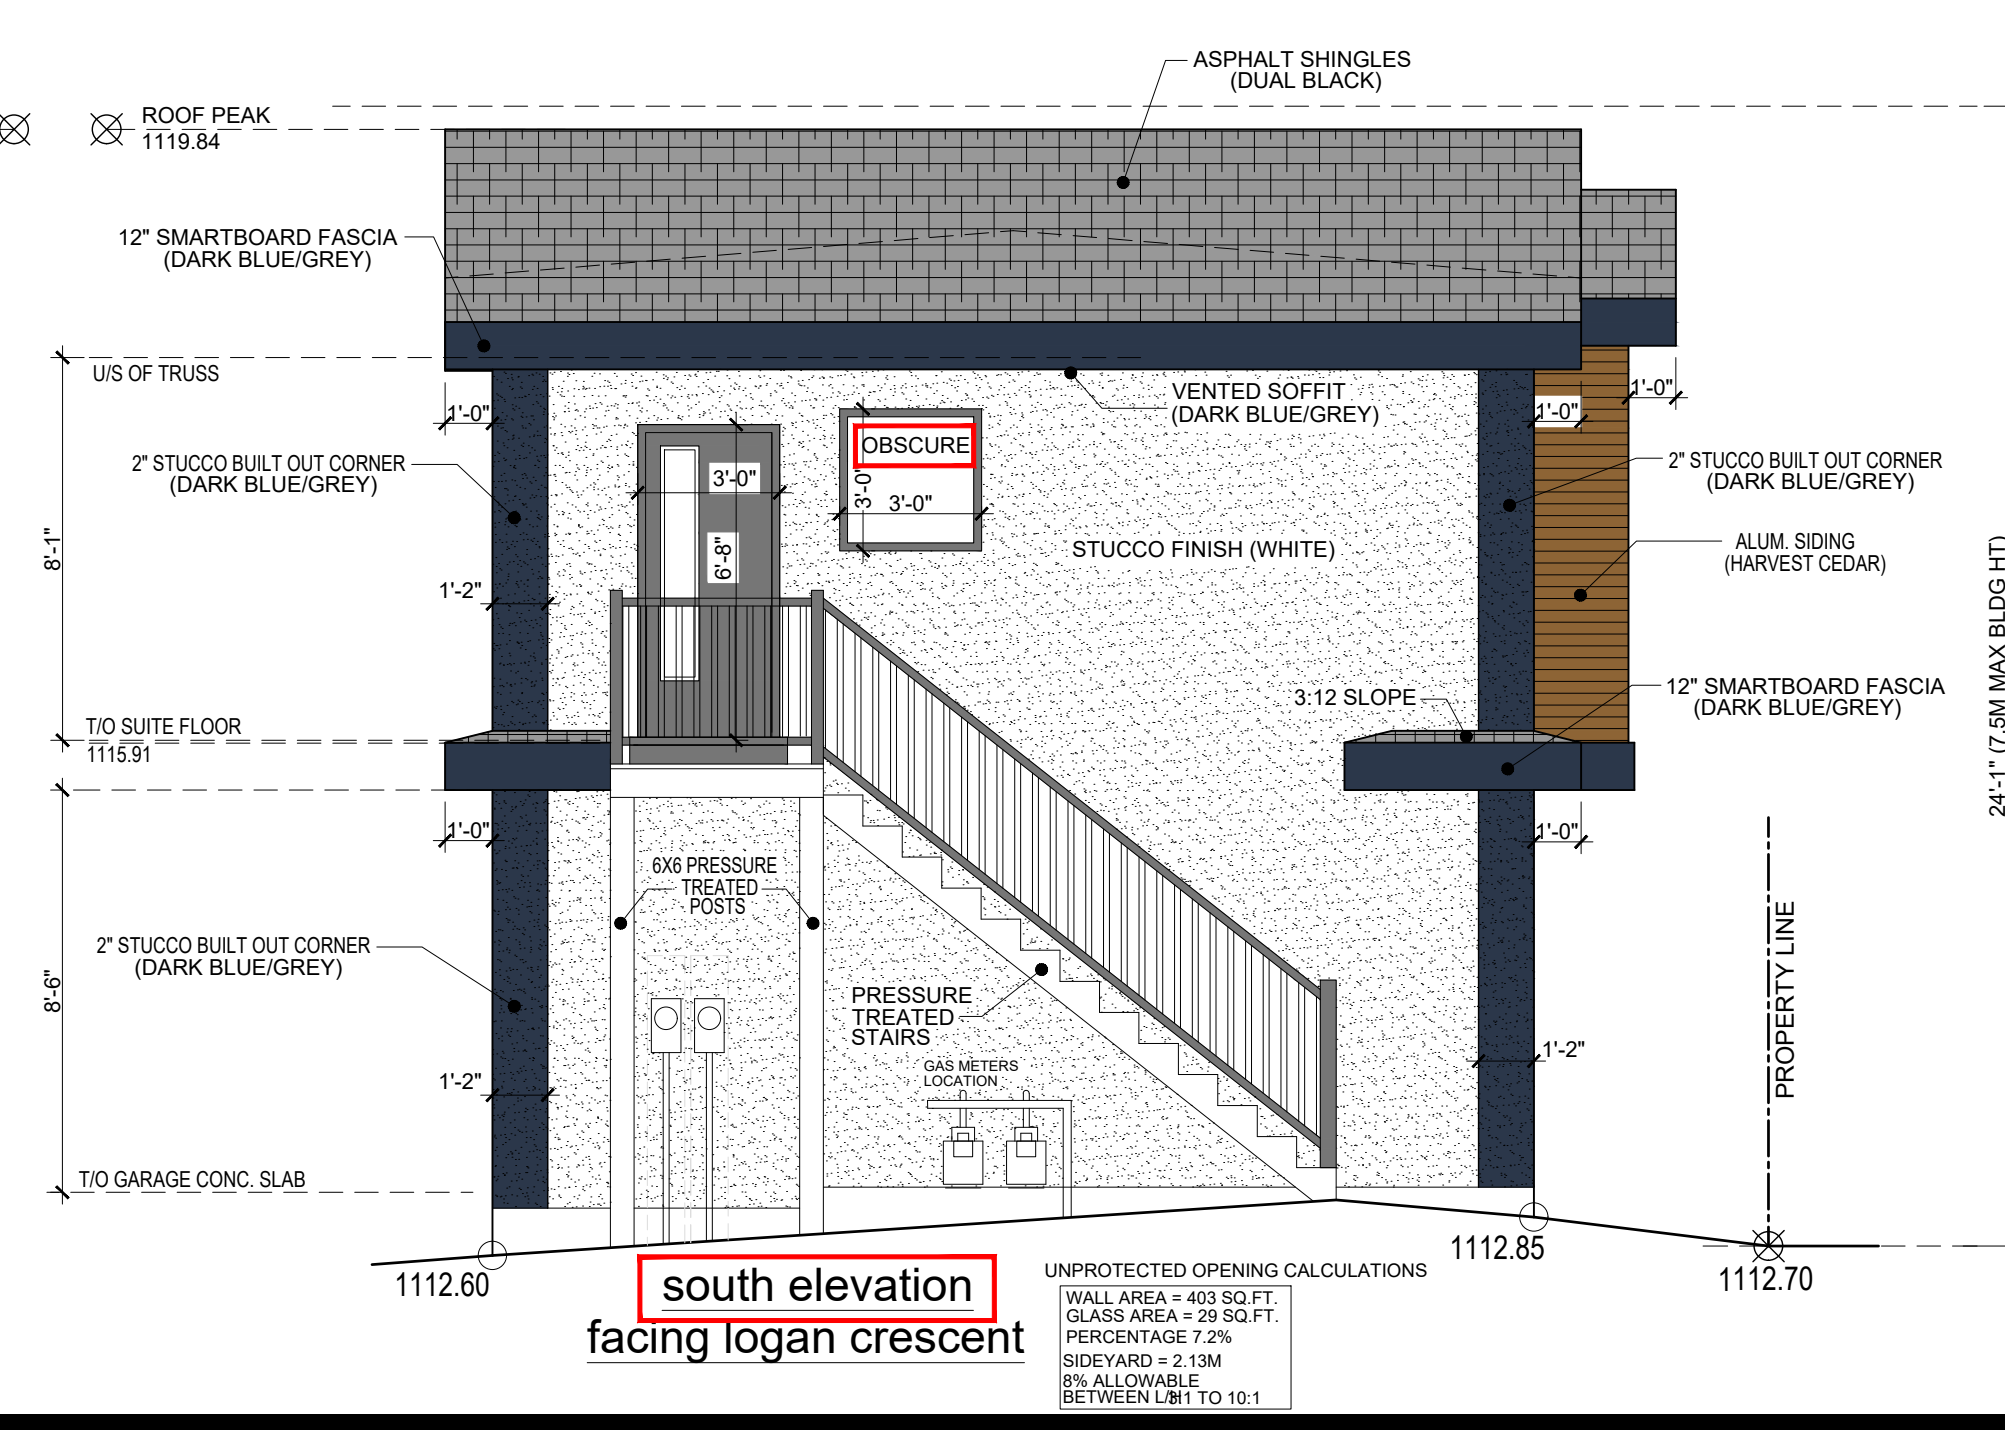 ASPHALT SHINGLES
(DUAL BLACK)
ROOF PEAK
1119.84
12" SMARTBOARD FASCIA
(DARK BLUE/GREY)
U/S OF TRUSS
VENTED SOFFIT
(DARK BLUE/GREY)
1'-0"
1'-0"
1'-0"
OBSCURE
3'-0"
3'-0"
3'-0"
6'-8"
2" STUCCO BUILT OUT CORNER
(DARK BLUE/GREY)
2" STUCCO BUILT OUT CORNER
(DARK BLUE/GREY)
STUCCO FINISH (WHITE)
ALUM. SIDING
(HARVEST CEDAR)
8'-1"
1'-2"
24'-1" (7.5M MAX BLDG HT)
3:12 SLOPE
12" SMARTBOARD FASCIA
(DARK BLUE/GREY)
T/O SUITE FLOOR
1115.91
1'-0"
1'-0"
6X6 PRESSURE
TREATED
POSTS
2" STUCCO BUILT OUT CORNER
(DARK BLUE/GREY)
8'-6"
PRESSURE
TREATED
STAIRS
PROPERTY LINE
GAS METERS
LOCATION
1'-2"
1'-2"
T/O GARAGE CONC. SLAB
1112.60
1112.85
1112.70
south elevation
facing logan crescent
UNPROTECTED OPENING CALCULATIONS
WALL AREA = 403 SQ.FT.
GLASS AREA = 29 SQ.FT.
PERCENTAGE 7.2%
SIDEYARD = 2.13M
8% ALLOWABLE
BETWEEN L/H 3:1 TO 10:1